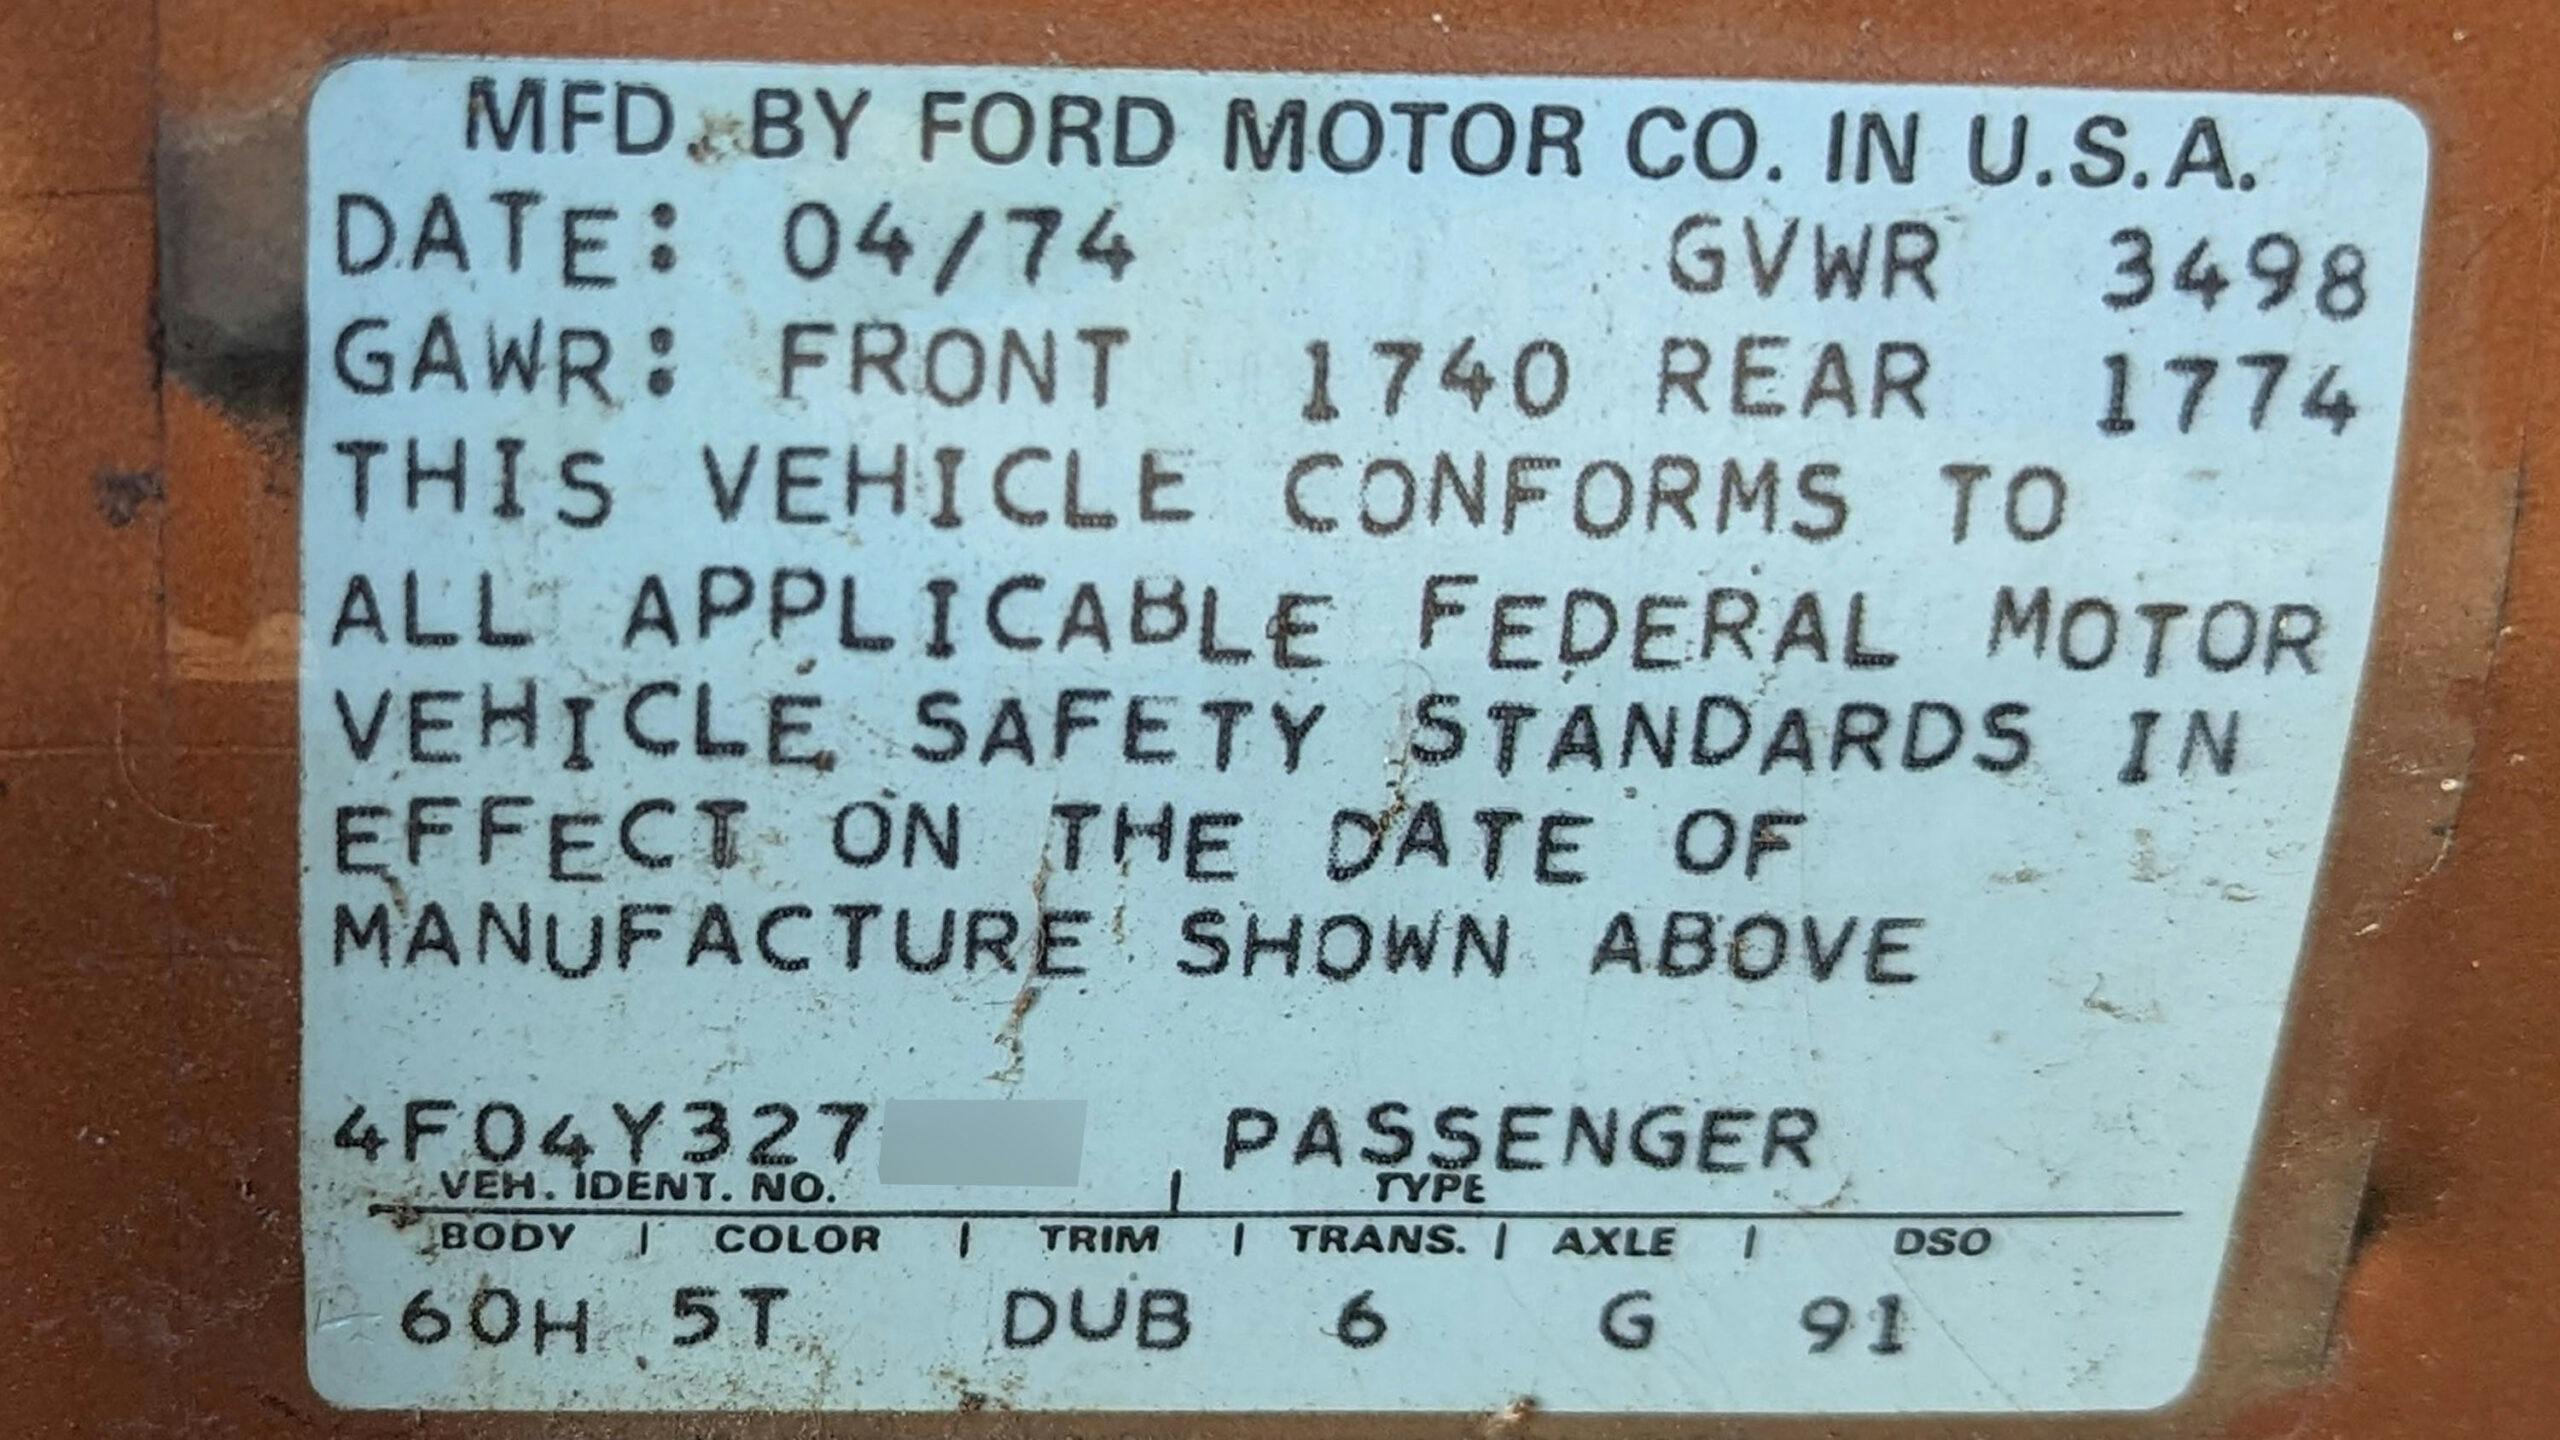 MFD. BY FORD MOTOR CO. IN U.S.A.
DATE: 04/74 GVWR 3498
GAWR: FRONT 1740 REAR 1774
THIS VEHICLE CONFORMS TO
ALL APPLICABLE FEDERAL MOTOR
VEHICLE SAFETY STANDARDS IN
EFFECT ON THE DATE OF
MANUFACTURE SHOWN ABOVE
4F04Y327 PASSENGER
VEH. IDENT. NO. | TYPE
BODY | COLOR | TRIM | TRANS. | AXLE | DSO
60H 5T DUB 6 G 91